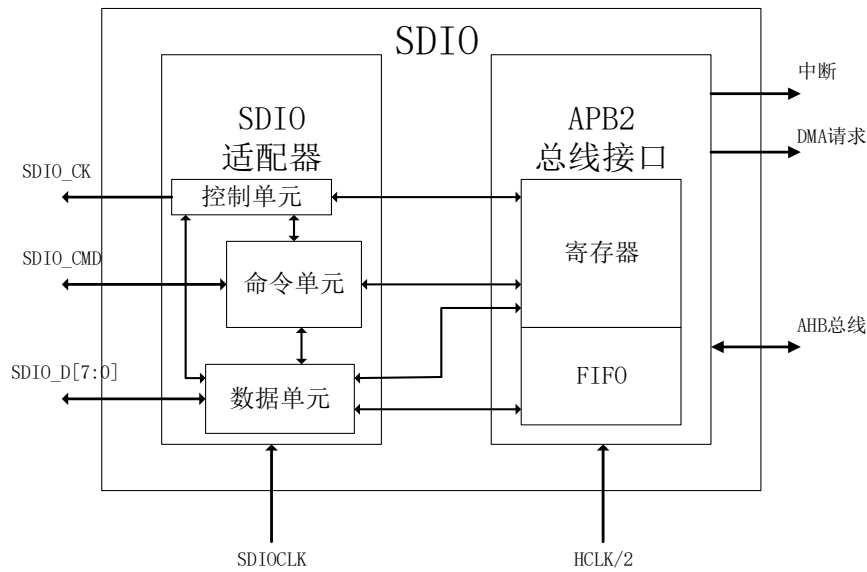 SDIO
SDIO
适配器
APB2
总线接口
中断
DMA请求
SDIO_CK
控制单元
寄存器
SDIO_CMD
命令单元
AHB总线
SDIO_D[7:0]
数据单元
FIFO
SDIOCLK
HCLK/2